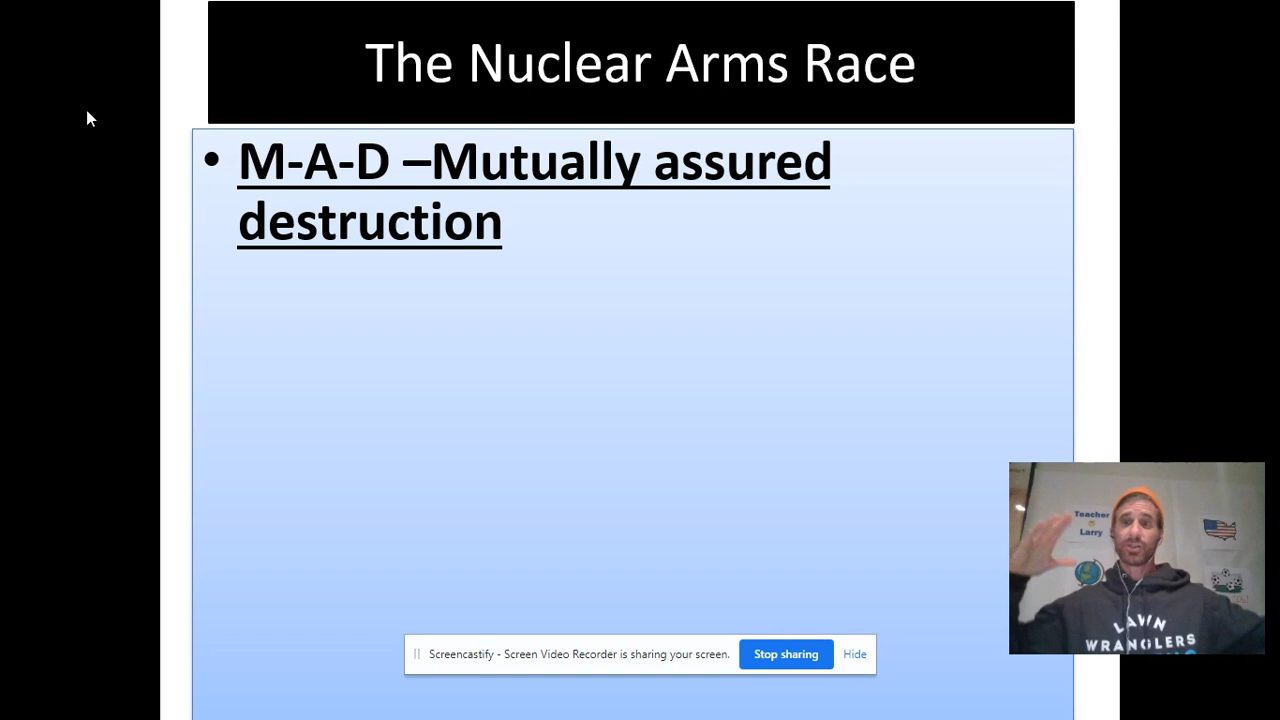 The Nuclear Arms Race
• M-A-D –Mutually assured
destruction
Teacher
Larry
LAWN
WRANGLERS
Screencastify - Screen Video Recorder is sharing your screen. Stop sharing Hide